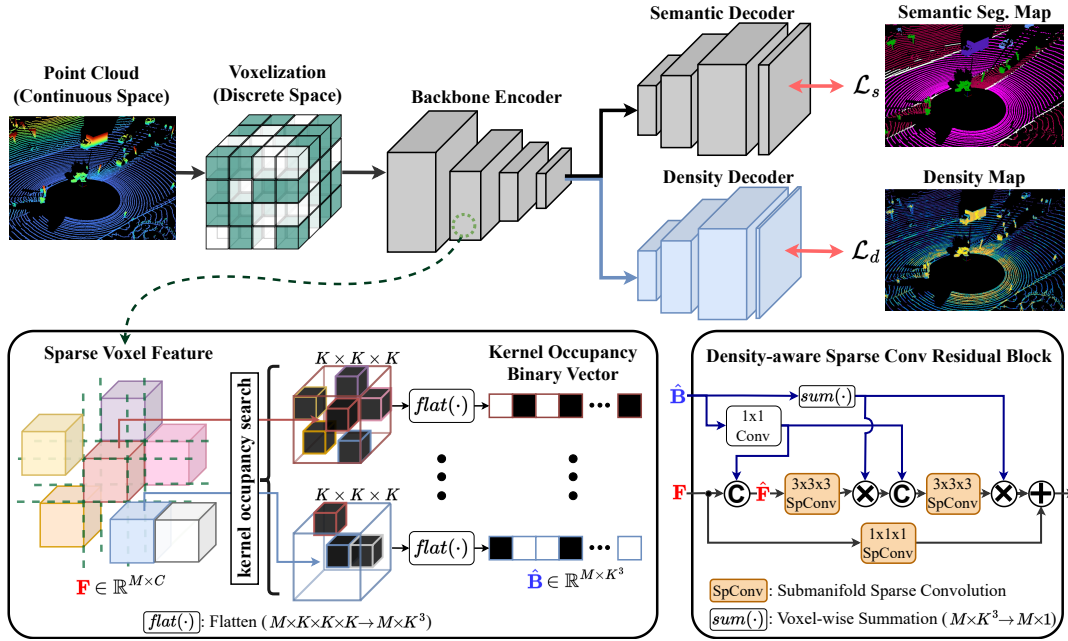 Point Cloud
(Continuous Space)
Voxelization
(Discrete Space)
Backbone Encoder
Semantic Decoder
Semantic Seg. Map
ℒₛ
Density Decoder
Density Map
ℒ_d
Sparse Voxel Feature
kernel occupancy search
K × K × K
flat(·)
Kernel Occupancy
Binary Vector
K × K × K
flat(·)
F ∈ ℝ^{M×C}
B̂ ∈ ℝ^{M×K³}
flat(·): Flatten (M×K×K×K→M×K³)
Density-aware Sparse Conv Residual Block
B̂
sum(·)
1x1
Conv
F
C
F̂
3x3x3
SpConv
×
C
3x3x3
SpConv
×
+
1x1x1
SpConv
SpConv: Submanifold Sparse Convolution
sum(·): Voxel-wise Summation (M×K³→M×1)